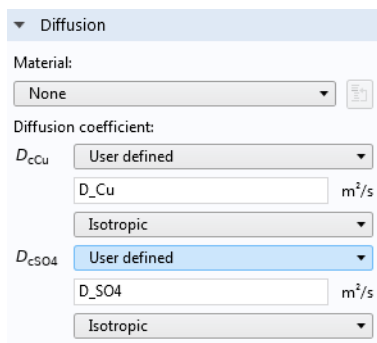 Diffusion
Material:
None
Diffusion coefficient:
DcCu User defined
D_Cu m²/s
Isotropic
DcSO4 User defined
D_SO4 m²/s
Isotropic